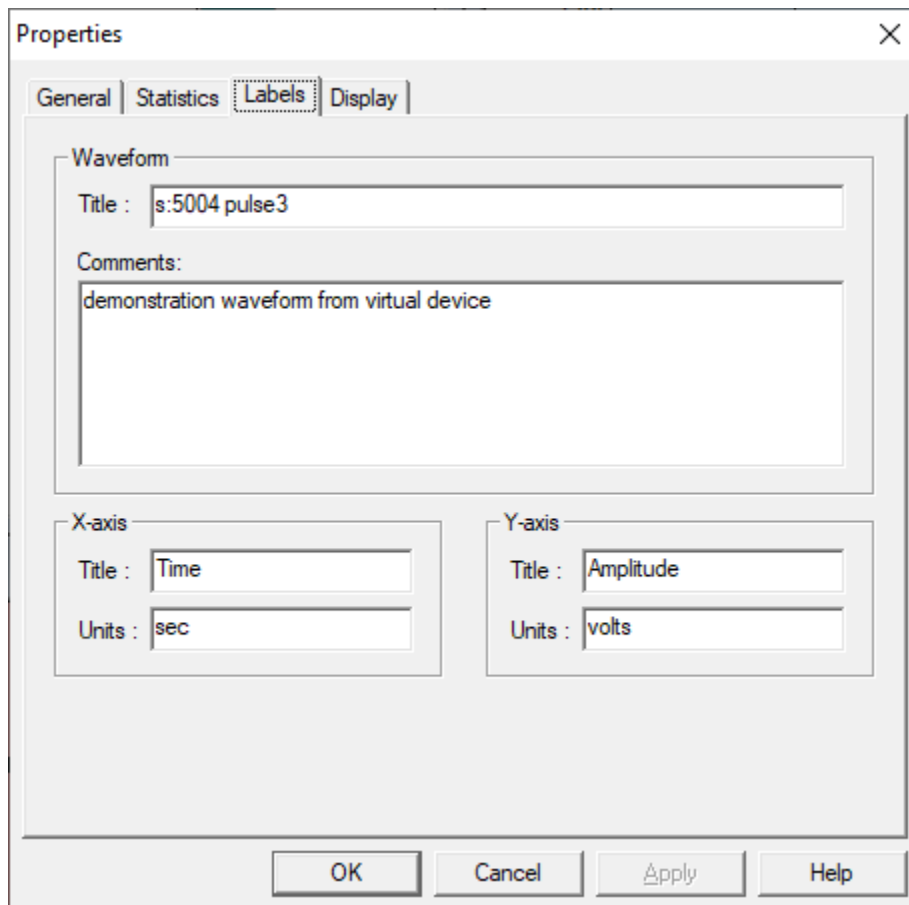 Properties
General Statistics Labels Display
Waveform
Title : s:5004 pulse3
Comments:
demonstration waveform from virtual device
X-axis
Title : Time
Units : sec
Y-axis
Title : Amplitude
Units : volts
OK Cancel Apply Help